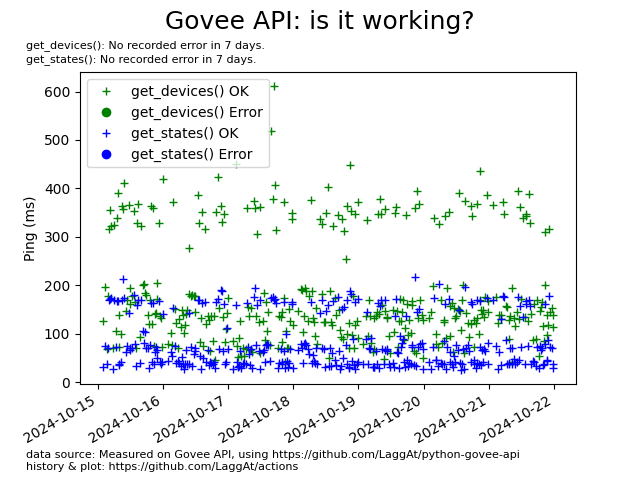 Govee API: is it working?
get_devices(): No recorded error in 7 days.
get_states(): No recorded error in 7 days.
get_devices() OK
get_devices() Error
get_states() OK
get_states() Error
Ping (ms)
600
500
400
300
200
100
0
2024-10-15
2024-10-16
2024-10-17
2024-10-18
2024-10-19
2024-10-20
2024-10-21
2024-10-22
data source: Measured on Govee API, using https://github.com/LaggAt/python-govee-api
history & plot: https://github.com/LaggAt/actions